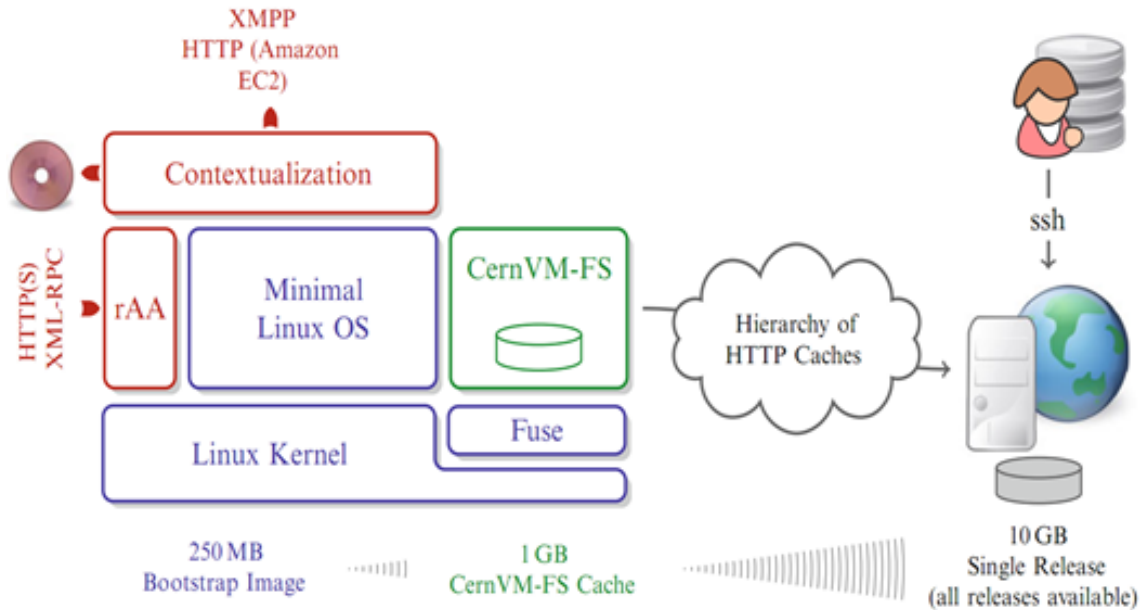 XMPP
HTTP (Amazon
EC2)
Contextualization
HTTP(S)
XML-RPC
rAA
Minimal
Linux OS
CernVM-FS
Hierarchy of
HTTP Caches
ssh
Linux Kernel
Fuse
250 MB
Bootstrap Image
1 GB
CernVM-FS Cache
10 GB
Single Release
(all releases available)